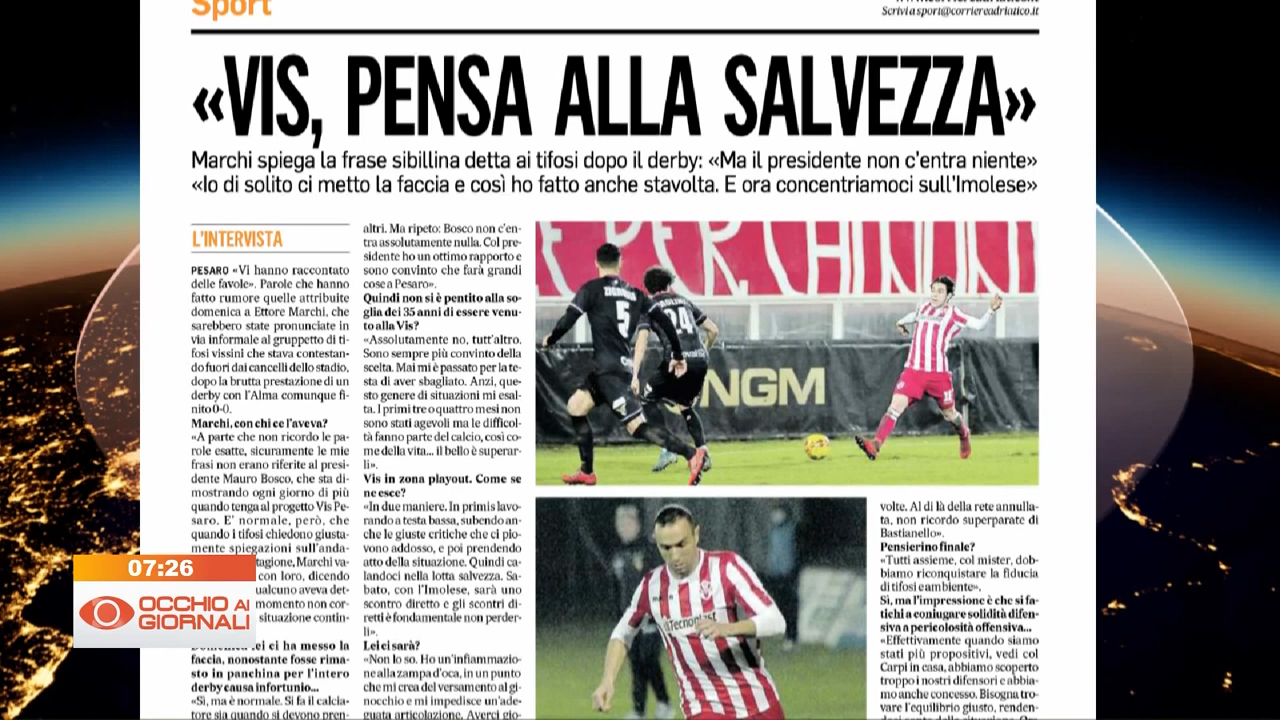 Sport
Scrivi a sport@corriereadriatico.it
«VIS, PENSA ALLA SALVEZZA»
Marchi spiega la frase sibillina detta ai tifosi dopo il derby: «Ma il presidente non c'entra niente»
«Io di solito ci metto la faccia e così ho fatto anche stavolta. E ora concentriamoci sull'Imolese»
L'INTERVISTA
PESARO «Vi hanno raccontato
delle favole». Parole che hanno
fatto rumore quelle attribuite
domenica a Ettore Marchi, che
sarebbero state pronunciate in
via informale al gruppetto di ti-
fosi vissini che stava contestan-
do fuori dai cancelli dello stadio,
dopo la brutta prestazione di un
derby con l'Alma comunque fi-
nito 0-0.
Marchi, con chi ce l'aveva?
«A parte che non ricordo le pa-
role esatte, sicuramente le mie
frasi non erano riferite al presi-
dente Mauro Bosco, che sta di-
mostrando ogni giorno di più
quando tenga al progetto Vis Pe-
saro. E' normale, però, che
quando i tifosi chiedono giusta-
mente spiegazioni sull'anda-
tagione, Marchi va-
con loro, dicendo
ualcuno aveva det-
momento non cor-
situazione contin-
Domenica lei ci ha messo la
faccia, nonostante fosse rima-
sto in panchina per l'intero
derby causa infortunio...
«Sì, ma è normale. Si fa il calcia-
tore sia quando si devono pren-
altri. Ma ripeto: Bosco non c'en-
tra assolutamente nulla. Col pre-
sidente ho un ottimo rapporto e
sono convinto che farà grandi
cose a Pesaro».
Quindi non si è pentito alla so-
glia dei 35 anni di essere venu-
to alla Vis?
«Assolutamente no, tutt'altro.
Sono sempre più convinto della
scelta. Mai mi è passato per la te-
sta di aver sbagliato. Anzi, que-
sto genere di situazioni mi esal-
ta. I primi tre o quattro mesi non
sono stati agevoli ma le difficol-
tà fanno parte del calcio, così co-
me della vita... il bello è superar-
li».
Vis in zona playout. Come se
ne esce?
«In due maniere. In primis lavo-
rando a testa bassa, subendo an-
che le giuste critiche che ci pio-
vono addosso, e poi prendendo
atto della situazione. Quindi ca-
landoci nella lotta salvezza. Sa-
bato, con l'Imolese, sarà uno
scontro diretto e gli scontri di-
retti è fondamentale non perder-
li».
Lei ci sarà?
«Non lo so. Ho un'infiammazio-
ne alla zampa d'oca, in un punto
che mi crea del versamento al gi-
nocchio e mi impedisce un'ade-
guata articolazione. Averci gio-
5
24
NGM
volte. Al di là della rete annulla-
ta, non ricordo superparate di
Bastianello».
Pensierino finale?
«Tutti assieme, col mister, dob-
biamo riconquistare la fiducia
di tifosi e ambiente».
Sì, ma l'impressione è che si fa-
tichi a coniugare solidità difen-
siva a pericolosità offensiva...
«Effettivamente quando siamo
stati più propositivi, vedi col
Carpi in casa, abbiamo scoperto
troppo i nostri difensori e abbia-
mo anche concesso. Bisogna tro-
vare l'equilibrio giusto, renden-
07:26
OCCHIO AI
GIORNALI